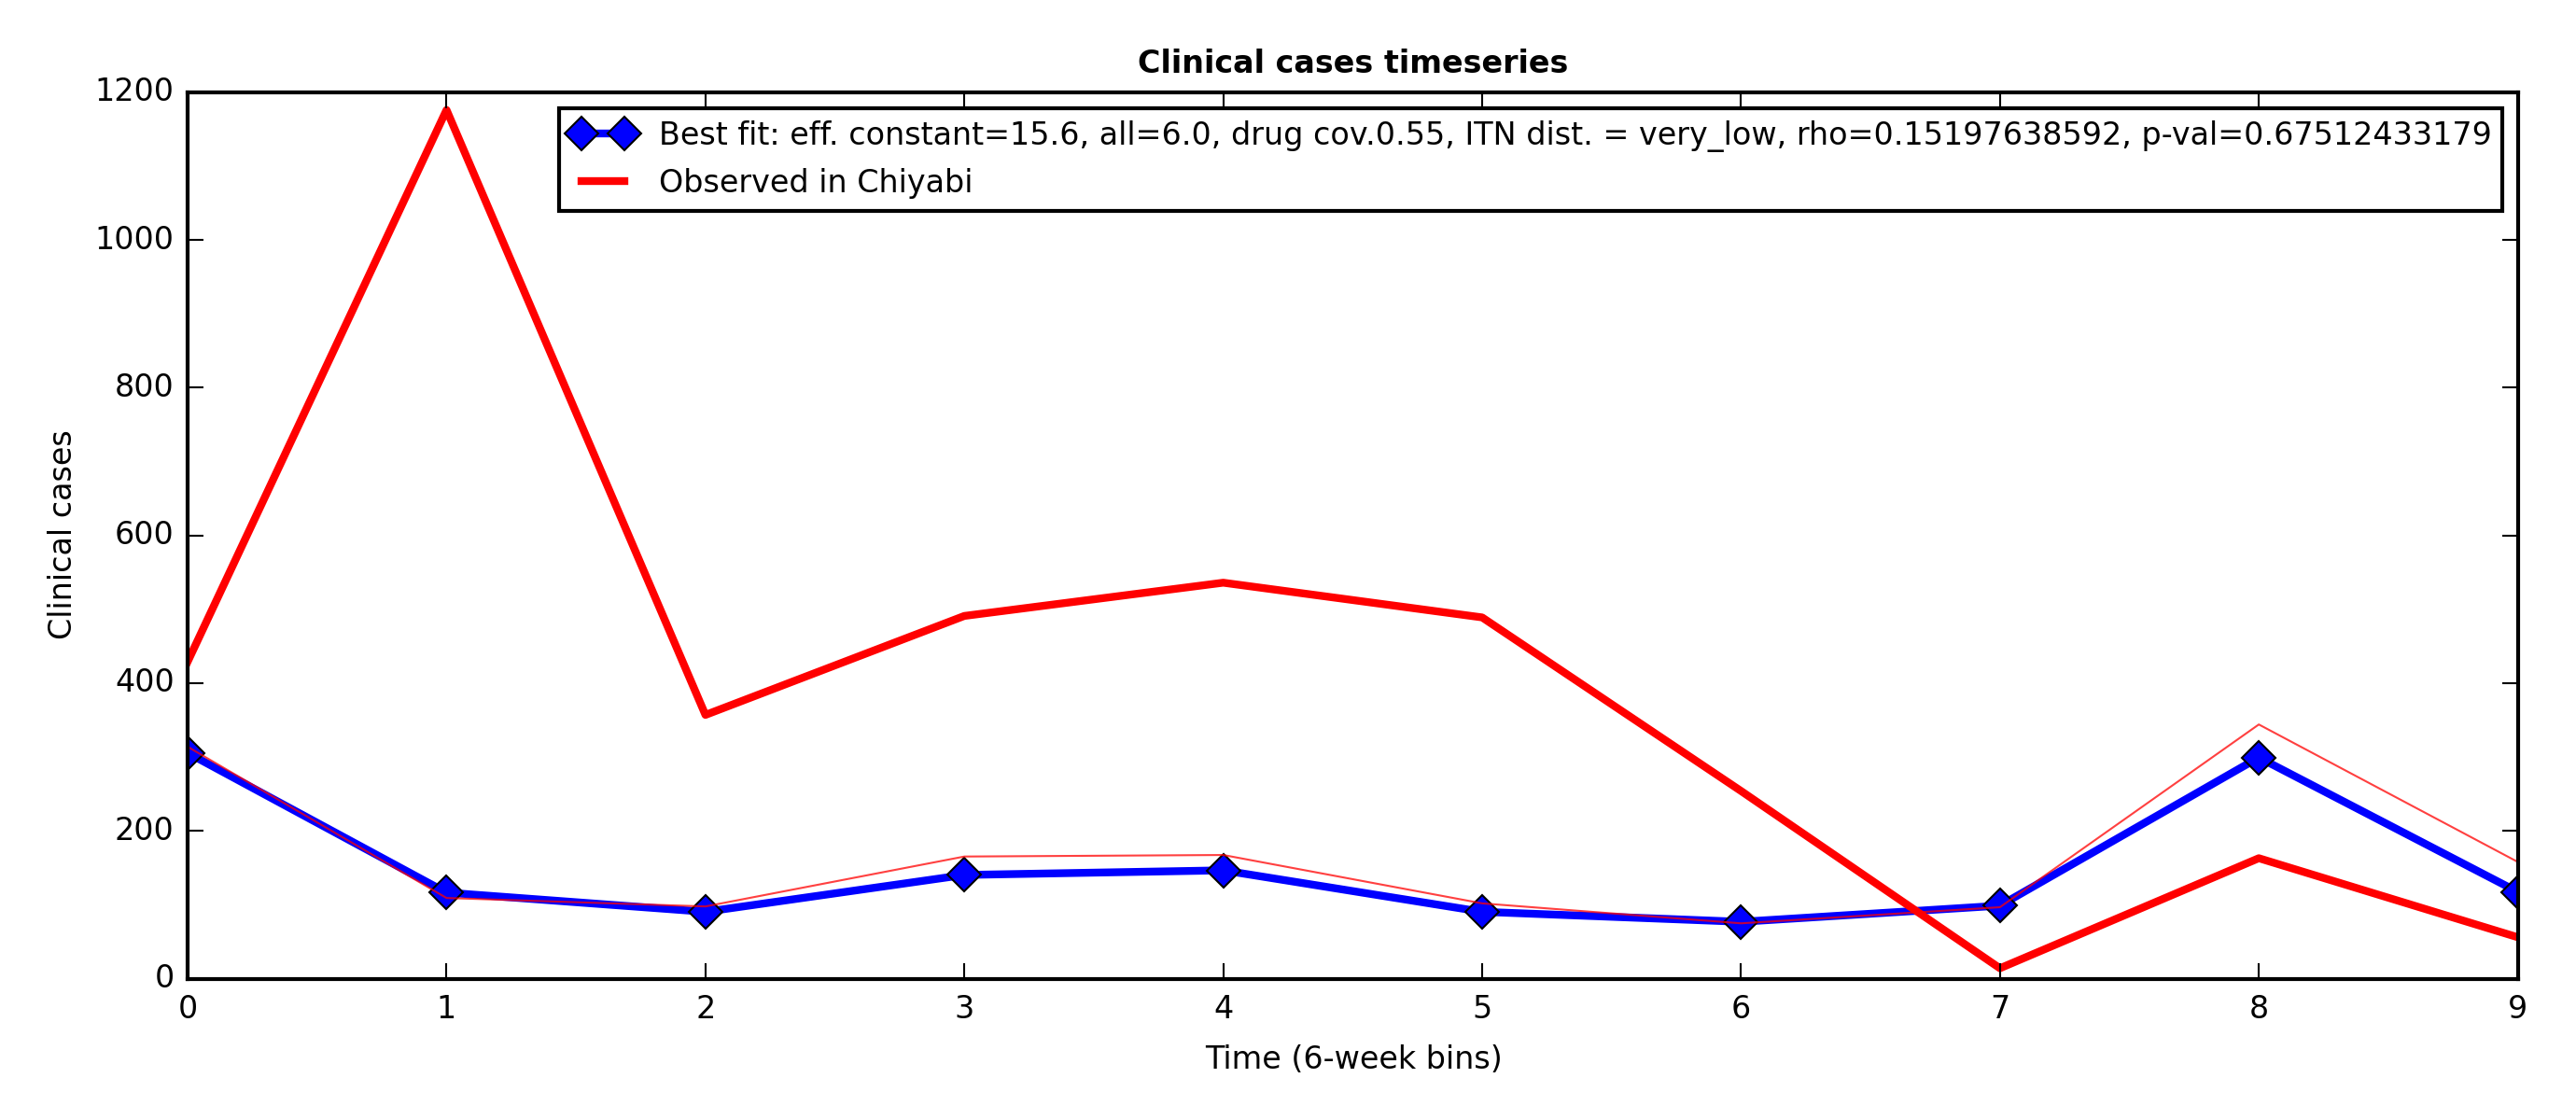 Clinical cases timeseries
1200
1000
800
600
400
200
0
Clinical cases
Best fit: eff. constant=15.6, all=6.0, drug cov.0.55, ITN dist. = very_low, rho=0.15197638592, p-val=0.67512433179
Observed in Chiyabi
0 1 2 3 4 5 6 7 8 9
Time (6-week bins)